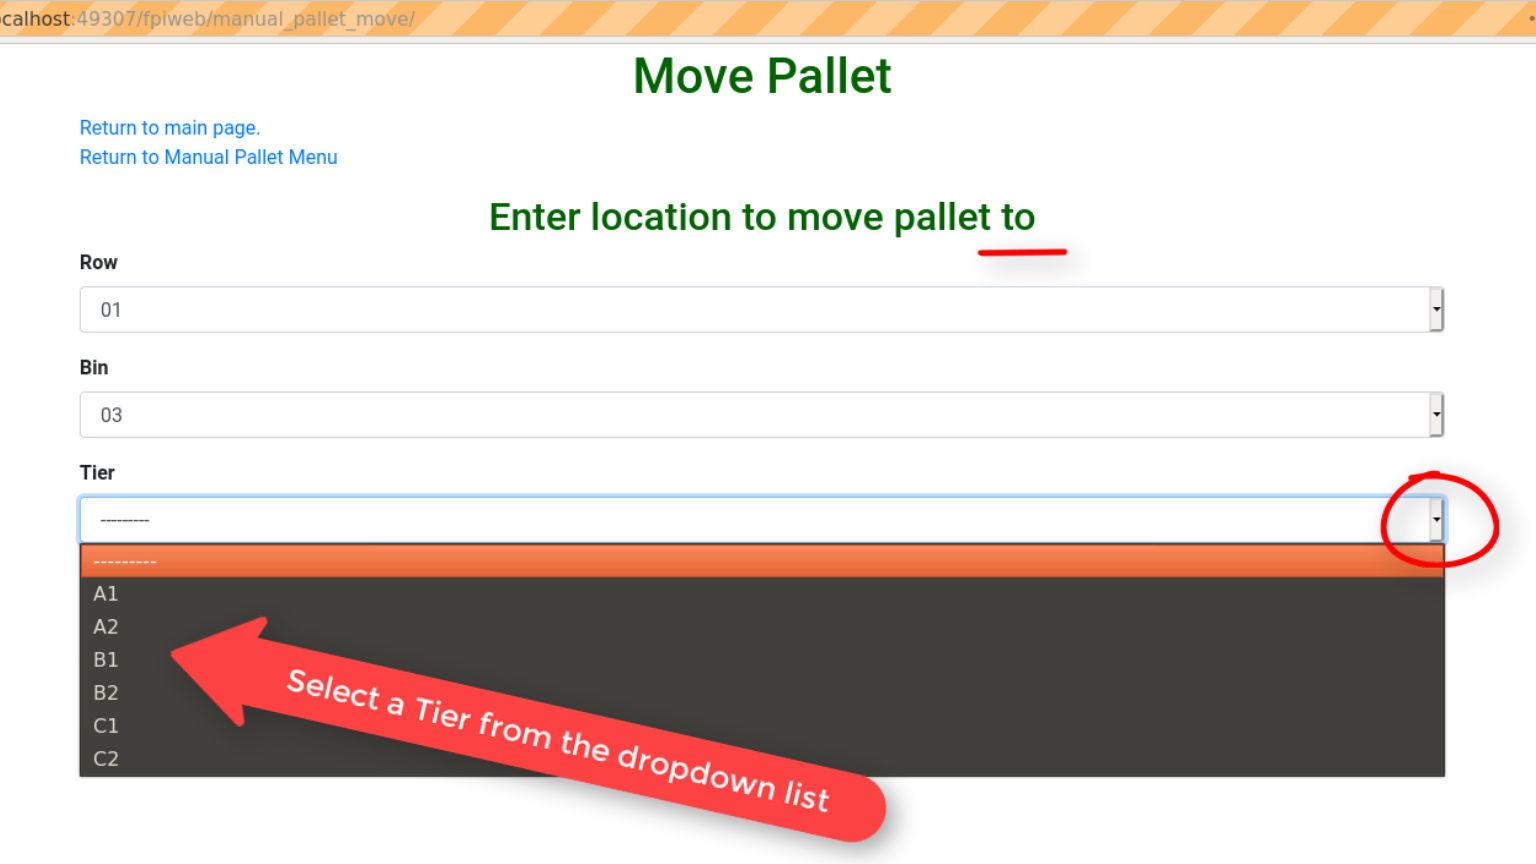 ocalhost:49307/fpiweb/manual_pallet_move/
Move Pallet
Return to main page.
Return to Manual Pallet Menu
Enter location to move pallet to
Row
01
Bin
03
Tier
---------
---------
A1
A2
B1
B2
C1
C2
Select a Tier from the dropdown list